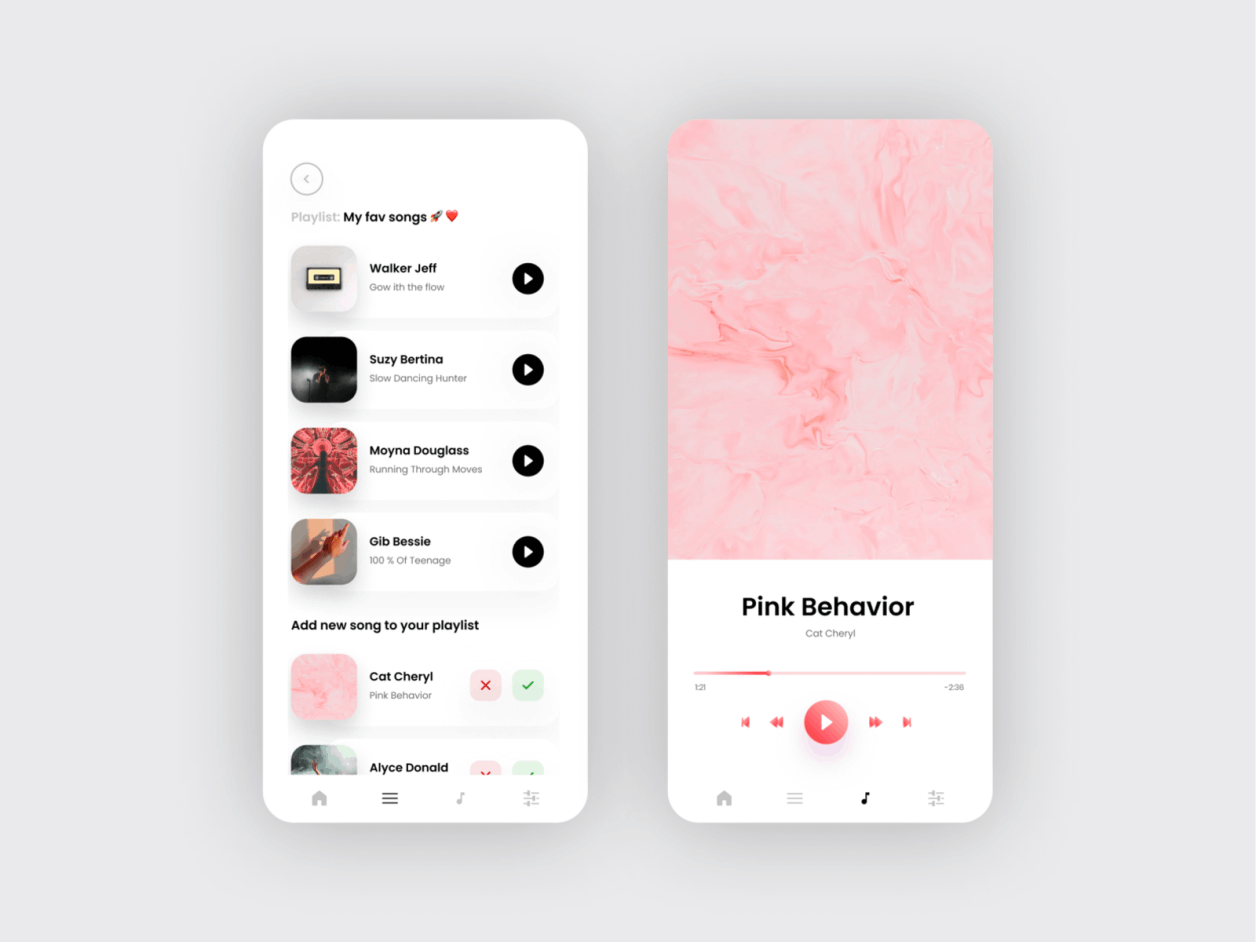 Playlist: My fav songs 🚀❤️
Walker Jeff
Gow ith the flow
Suzy Bertina
Slow Dancing Hunter
Moyna Douglass
Running Through Moves
Gib Bessie
100 % Of Teenage
Add new song to your playlist
Cat Cheryl
Pink Behavior
Alyce Donald
Pink Behavior
Cat Cheryl
1:21
-2:36